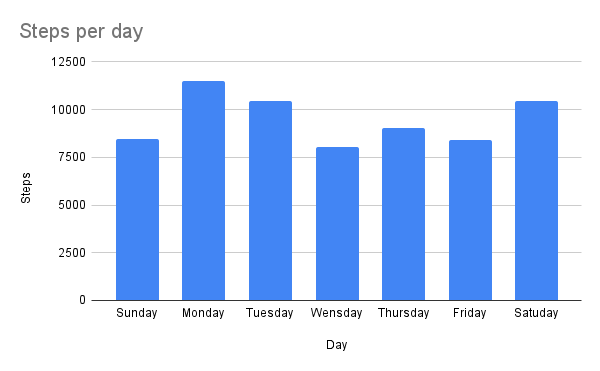 Steps per day
12500
10000
7500
5000
2500
0
Steps
Sunday Monday Tuesday Wensday Thursday Friday Satuday
Day